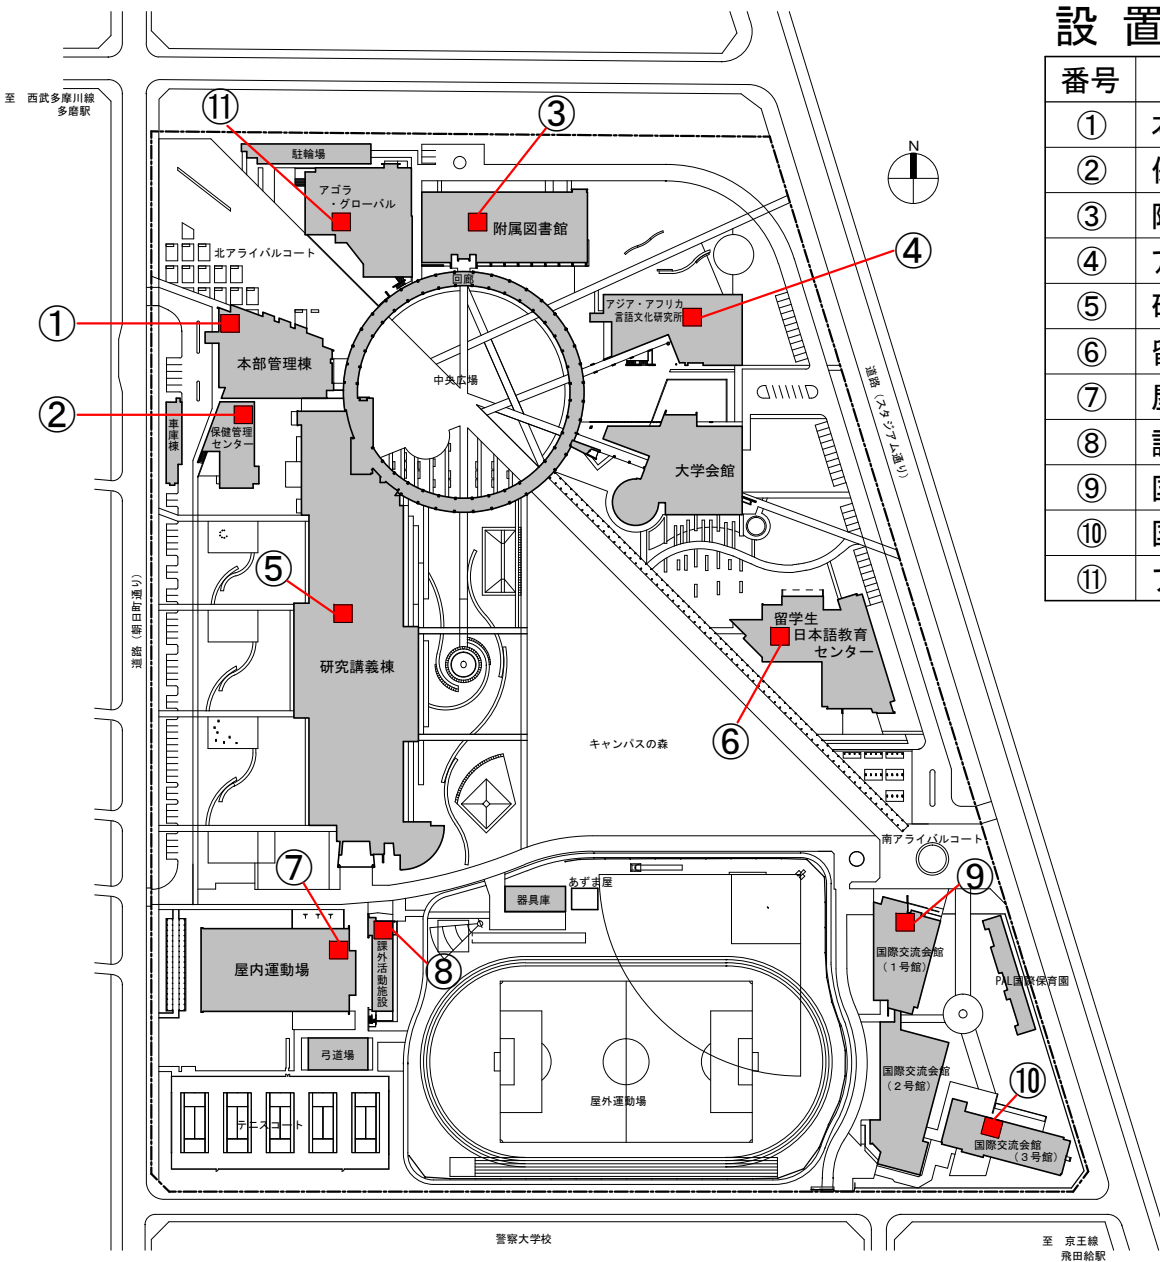 設置
番号
①
②
③
④
⑤
⑥
⑦
⑧
⑨
⑩
⑪
至 西武多摩川線
多磨駅
⑪
③
N
駐輪場
アゴラ
・グローバル
附属図書館
北アライバルコート
回廊
④
アジア・アフリカ
言語文化研究所
①
本部管理棟
中央広場
道路(スタジアム通り)
②
車庫棟
保健管理
センター
大学会館
⑤
道路(朝日町通り)
研究講義棟
留学生
日本語教育
センター
⑥
キャンパスの森
南アライバルコート
⑦
あずま屋
器具庫
⑨
屋内運動場
課外活動施設
⑧
国際交流会館
(1号館)
PAL国際保育園
弓道場
国際交流会館
(2号館)
⑩
テニスコート
屋外運動場
国際交流会館
(3号館)
警察大学校
至 京王線
飛田給駅